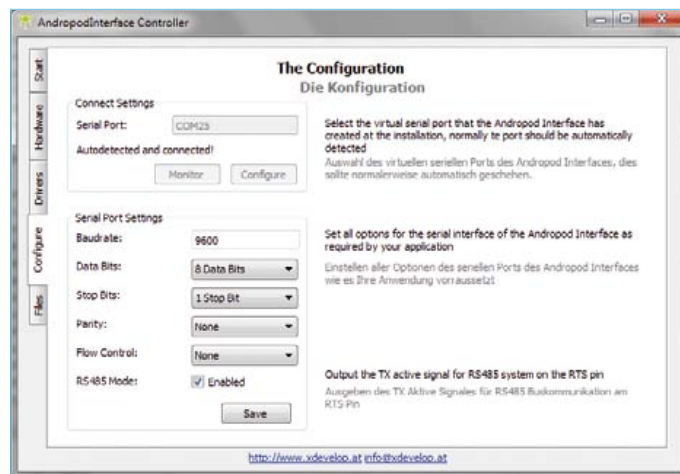 AndropodInterface Controller
Start
Hardware
Drivers
Configure
Files
The Configuration
Die Konfiguration
Connect Settings
Serial Port: COM25
Autodetected and connected!
Monitor Configure
Select the virtual serial port that the Andropod Interface has
created at the installation, normally te port should be automatically
detected
Auswahl des virtuellen seriellen Ports des Andropod Interfaces, dies
sollte normalerweise automatisch geschehen.
Serial Port Settings
Baudrate: 9600
Data Bits: 8 Data Bits
Stop Bits: 1 Stop Bit
Parity: None
Flow Control: None
RS485 Mode: Enabled
Save
Set all options for the serial interface of the Andropod Interface as
required by your application
Einstellen aller Optionen des seriellen Ports des Andropod Interfaces
wie es Ihre Anwendung vorraussetzt
Output the TX active signal for RS485 system on the RTS pin
Ausgeben des TX Aktive Signales für RS485 Buskommunikation am
RTS Pin
http://www.xdevelop.at info@xdevelop.at